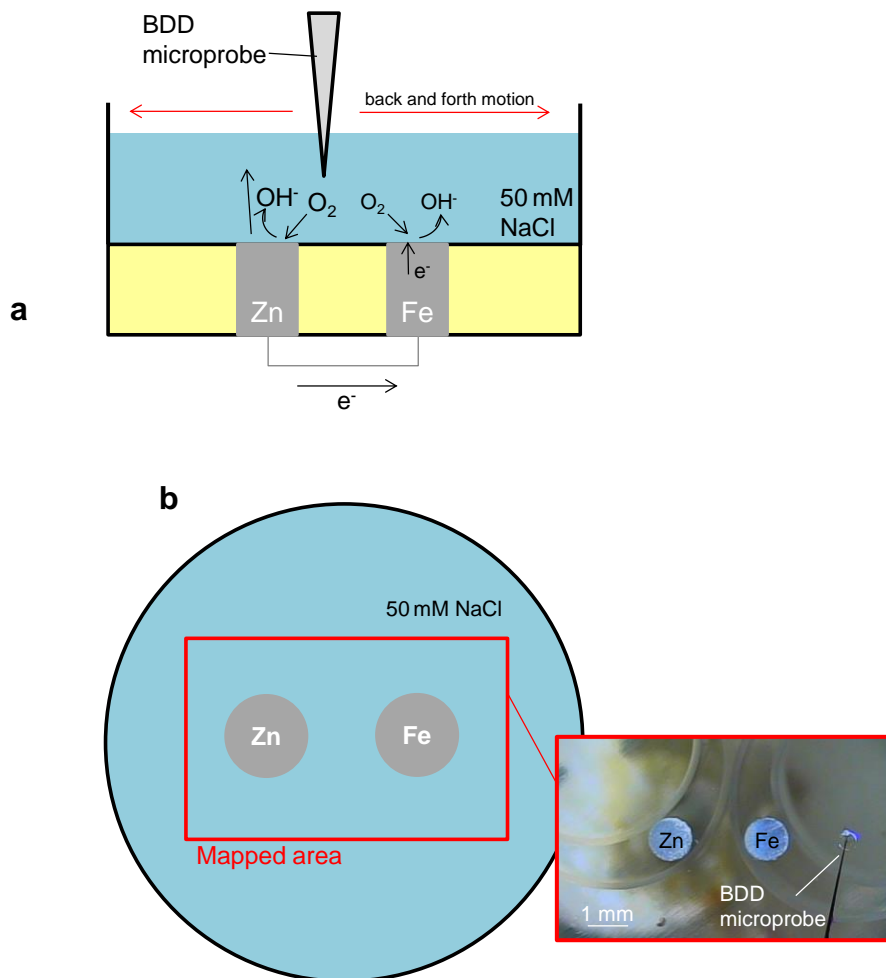 BDD
microprobe
back and forth motion
OH⁻
O₂
O₂
OH⁻
50 mM
NaCl
e⁻
Zn
Fe
a
e⁻
b
50 mM NaCl
Zn
Fe
Mapped area
Zn
Fe
BDD
microprobe
1 mm